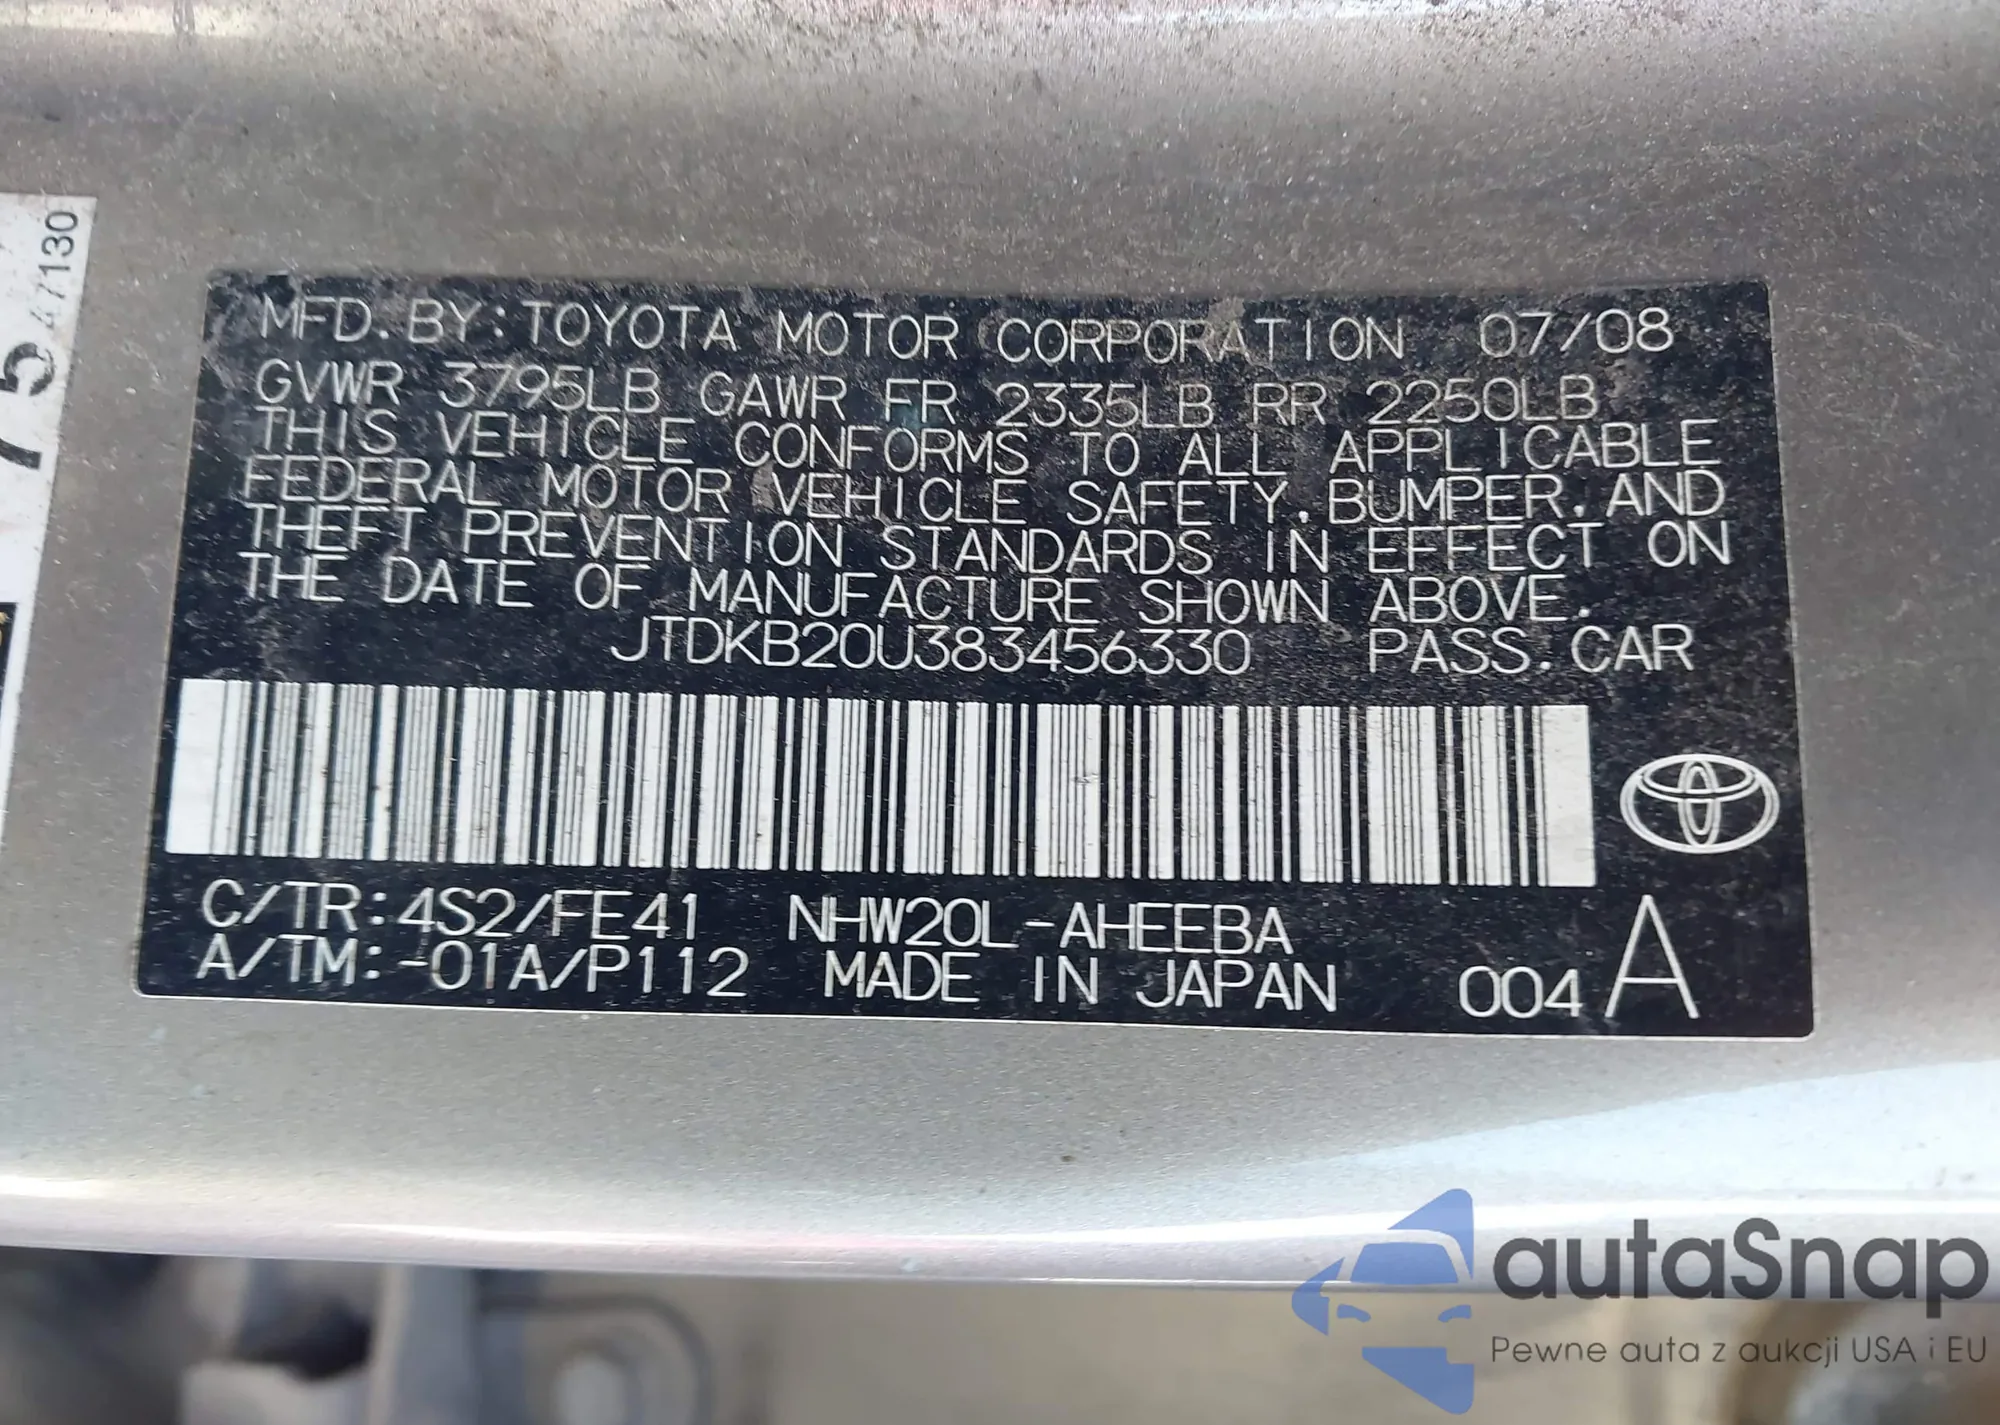 MFD. BY: TOYOTA MOTOR CORPORATION 07/08
GVWR 3795LB GAWR FR 2335LB RR 2250LB
THIS VEHICLE CONFORMS TO ALL APPLICABLE
FEDERAL MOTOR VEHICLE SAFETY, BUMPER, AND
THEFT PREVENTION STANDARDS IN EFFECT ON
THE DATE OF MANUFACTURE SHOWN ABOVE.
JTDKB20U383456330 PASS. CAR
C/TR: 4S2/FE41 NHW20L-AHEEBA
A/TM: -01A/P112 MADE IN JAPAN 004 A
47130
autaSnap
Pewne auta z aukcji USA i EU